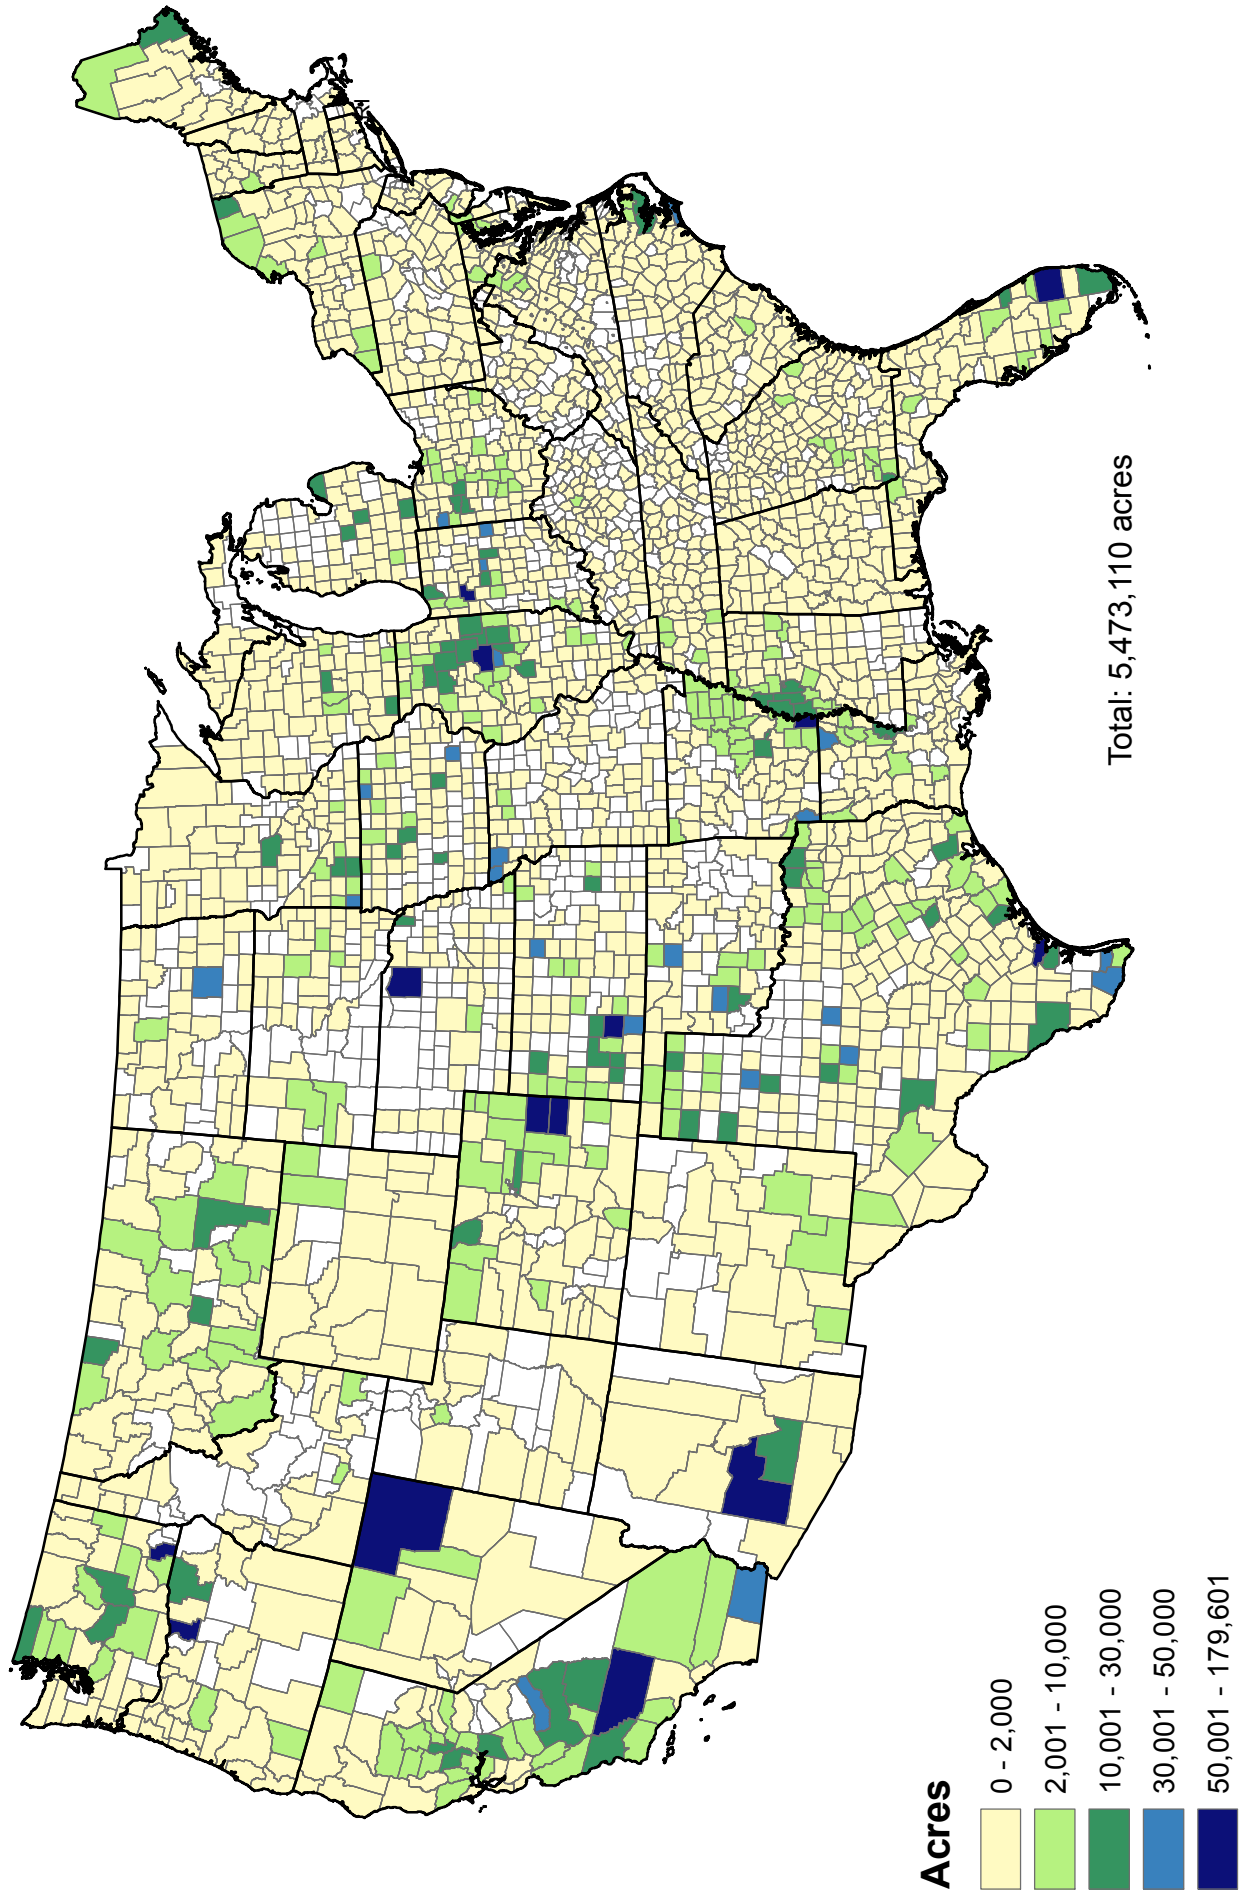 Total: 5,473,110 acres
Acres
0 - 2,000
2,001 - 10,000
10,001 - 30,000
30,001 - 50,000
50,001 - 179,601